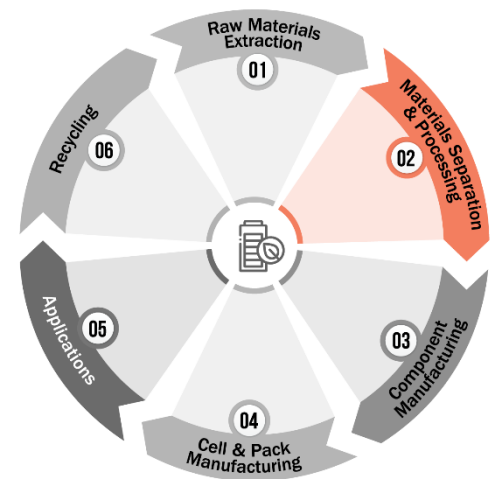 Raw Materials
Extraction
01
Materials Separation
& Processing
02
Component
Manufacturing
03
Cell & Pack
Manufacturing
04
Applications
05
Recycling
06